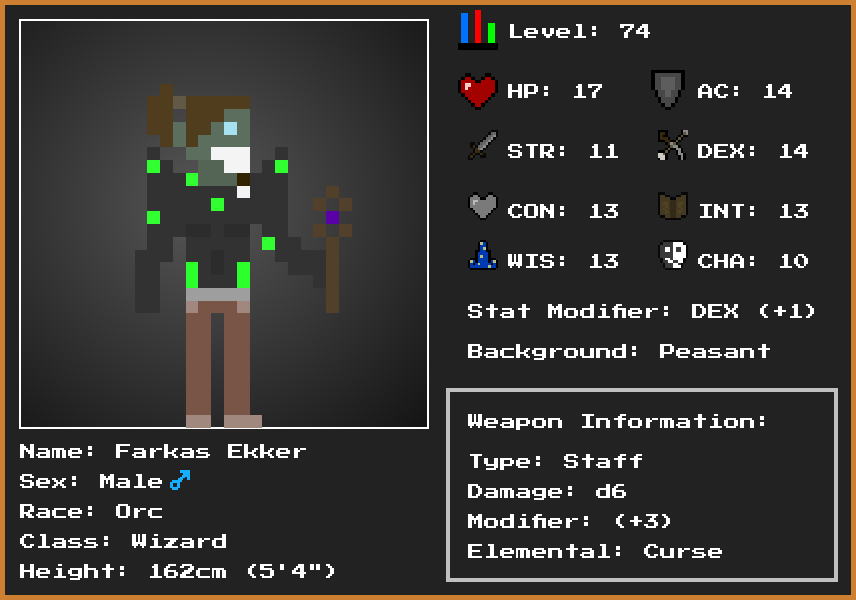 Level: 74
HP: 17
AC: 14
STR: 11
DEX: 14
CON: 13
INT: 13
WIS: 13
CHA: 10
Stat Modifier: DEX (+1)
Background: Peasant
Weapon Information:
Type: Staff
Damage: d6
Modifier: (+3)
Elemental: Curse
Name: Farkas Ekker
Sex: Male♂
Race: Orc
Class: Wizard
Height: 162cm (5'4")